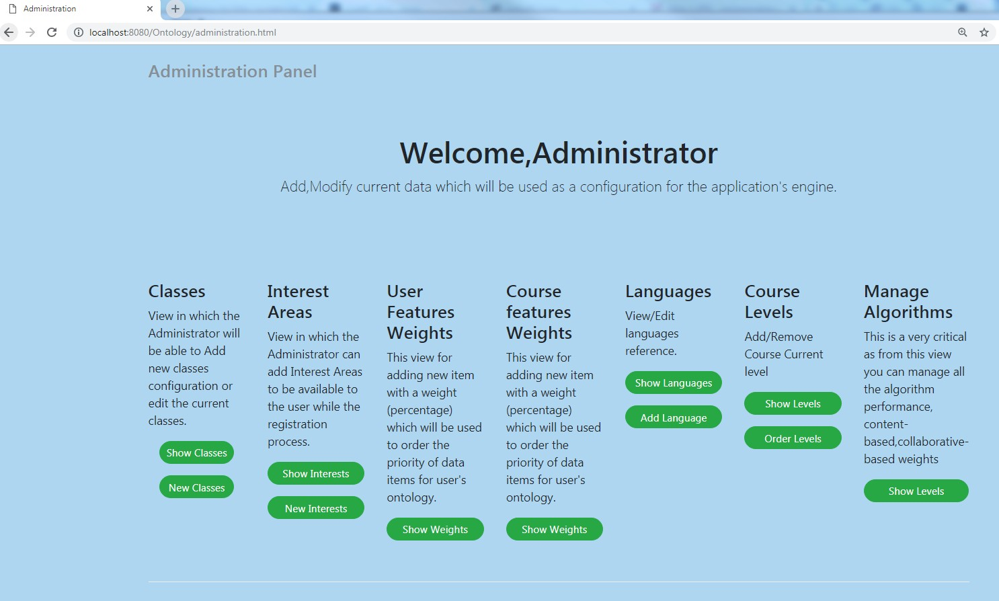 Administration
localhost:8080/Ontology/administration.html
Administration Panel
Welcome,Administrator
Add,Modify current data which will be used as a configuration for the application's engine.
Classes
View in which the
Administrator will
be able to Add
new classes
configuration or
edit the current
classes.
Show Classes
New Classes
Interest
Areas
View in which the
Administrator can
add Interest Areas
to be available to
the user while the
registration
process.
Show Interests
New Interests
User
Features
Weights
This view for
adding new item
with a weight
(percentage)
which will be used
to order the
priority of data
items for user's
ontology.
Show Weights
Course
features
Weights
This view for
adding new item
with a weight
(percentage)
which will be used
to order the
priority of data
items for user's
ontology.
Show Weights
Languages
View/Edit
languages
reference.
Show Languages
Add Language
Course
Levels
Add/Remove
Course Current
level
Show Levels
Order Levels
Manage
Algorithms
This is a very critical
as from this view
you can manage all
the algorithm
performance,
content-
based,collaborative-
based weights
Show Levels